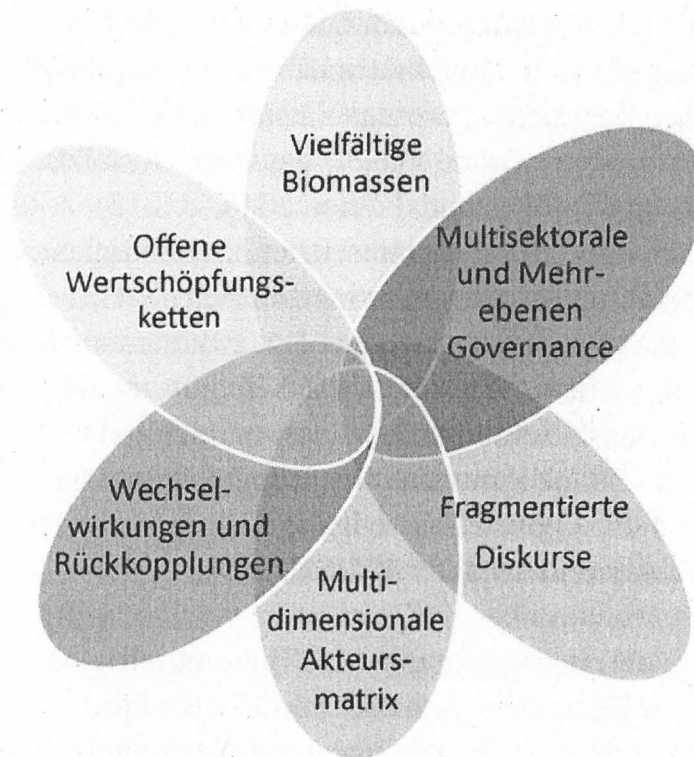 Vielfältige
Biomassen
Multisektorale
und Mehr-
ebenen
Governance
Fragmentierte
Diskurse
Multi-
dimensionale
Akteurs-
matrix
Wechsel-
wirkungen und
Rückkopplungen
Offene
Wertschöpfungs-
ketten